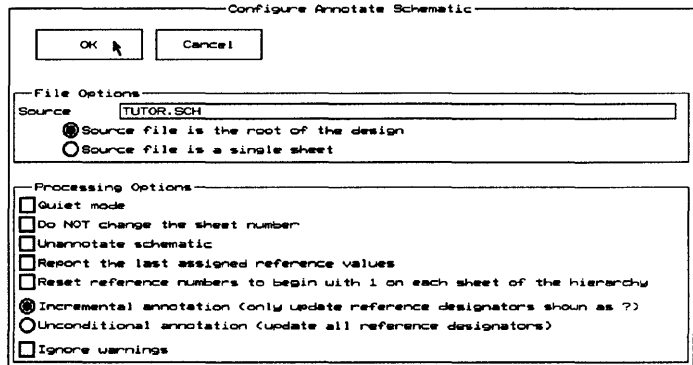 Configure Annotate Schematic
OK
Cancel
File Options
Source TUTOR.SCH
Source file is the root of the design
Source file is a single sheet
Processing Options
Quiet mode
Do NOT change the sheet number
Unannotate schematic
Report the last assigned reference values
Reset reference numbers to begin with 1 on each sheet of the hierarchy
Incremental annotation (only update reference designators shown as ?)
Unconditional annotation (update all reference designators)
Ignore warnings